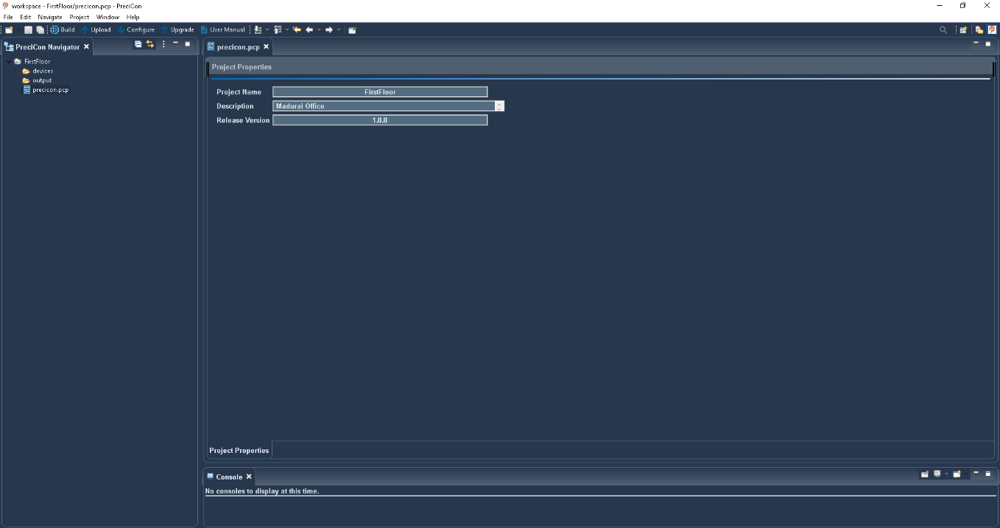 workspace - FirstFloor/precicon.pcp - PreciCon
File Edit Navigate Project Window Help
Build Upload Configure Upgrade User Manual
PreciCon Navigator
precicon.pcp
FirstFloor
devices
output
precicon.pcp
Project Properties
Project Name FirstFloor
Description Madurai Office
Release Version 1.0.0
Project Properties
Console
No consoles to display at this time.